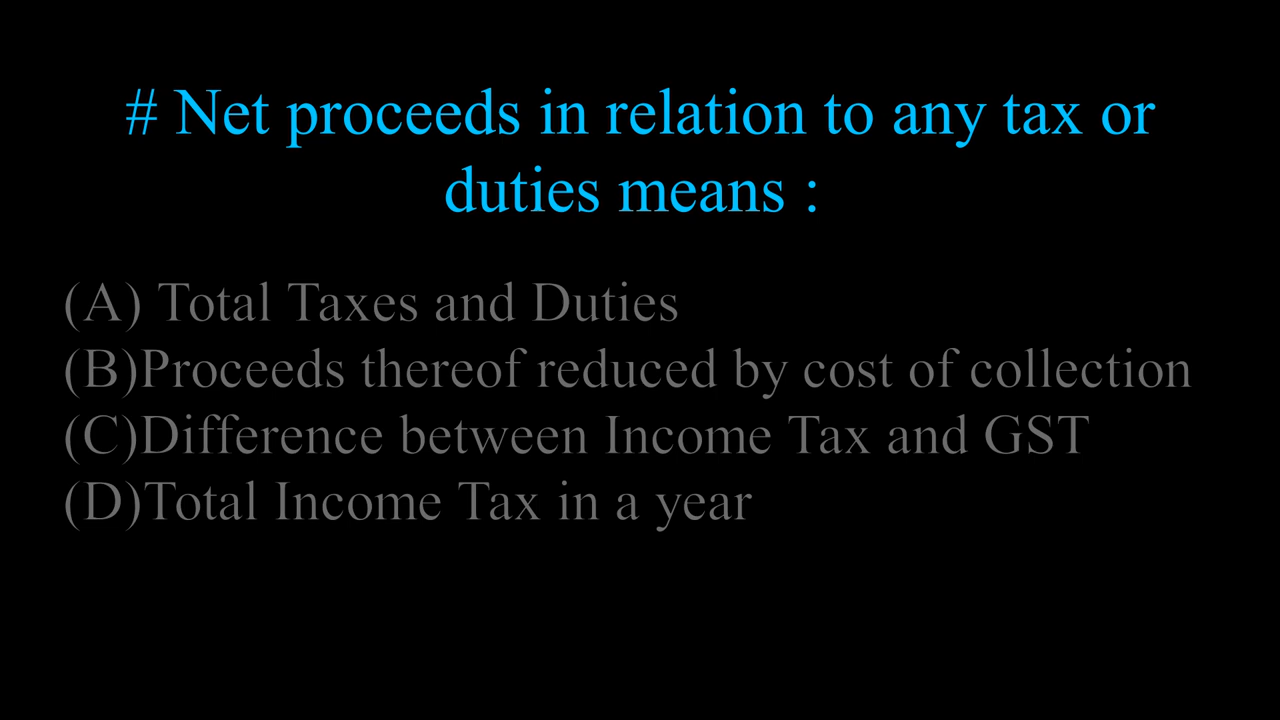 # Net proceeds in relation to any tax or
duties means :
(A) Total Taxes and Duties
(B)Proceeds thereof reduced by cost of collection
(C)Difference between Income Tax and GST
(D)Total Income Tax in a year